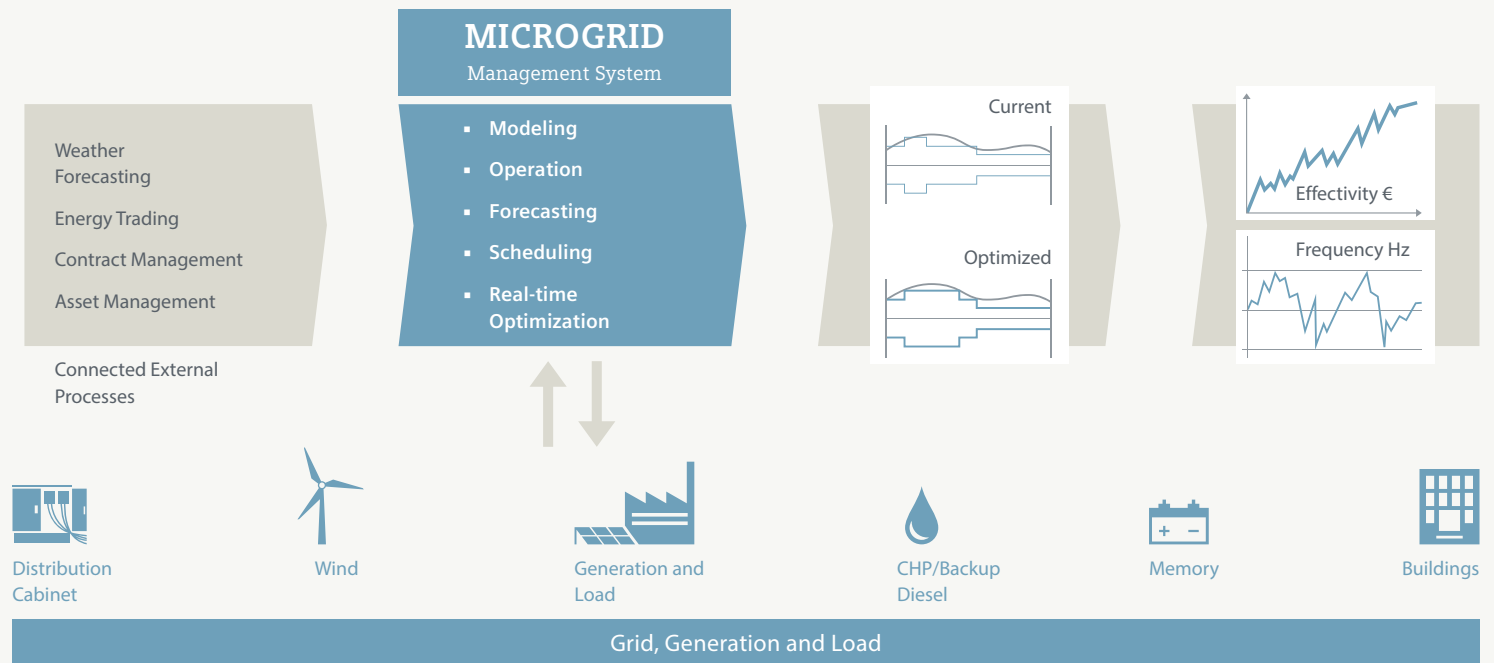 MICROGRID
Management System
Weather
Forecasting
Energy Trading
Contract Management
Asset Management
Connected External
Processes
▪ Modeling
▪ Operation
▪ Forecasting
▪ Scheduling
▪ Real-time
Optimization
Current
Optimized
Effectivity €
Frequency Hz
+ −
Distribution
Cabinet
Wind
Generation and
Load
CHP/Backup
Diesel
Memory
Buildings
Grid, Generation and Load